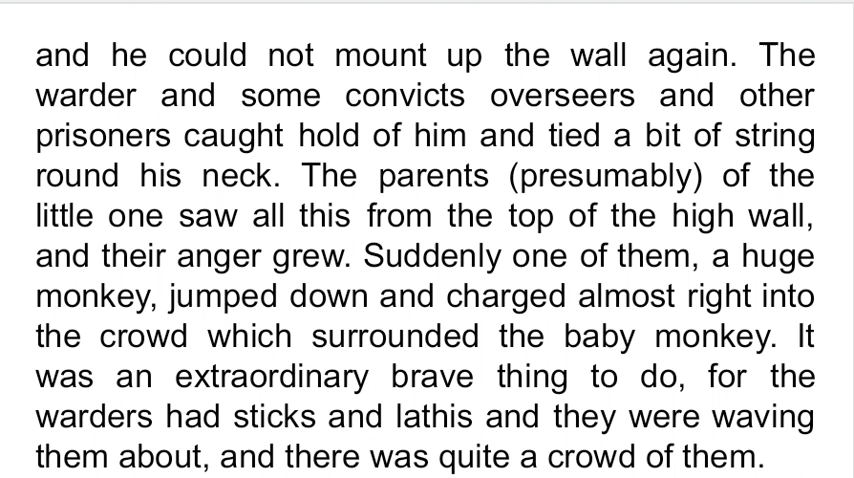 and he could not mount up the wall again. The
warder and some convicts overseers and other
prisoners caught hold of him and tied a bit of string
round his neck. The parents (presumably) of the
little one saw all this from the top of the high wall,
and their anger grew. Suddenly one of them, a huge
monkey, jumped down and charged almost right into
the crowd which surrounded the baby monkey. It
was an extraordinary brave thing to do, for the
warders had sticks and lathis and they were waving
them about, and there was quite a crowd of them.